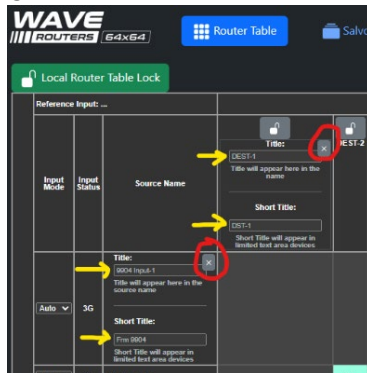 WAVE
ROUTERS 64x64
Router Table
Salvo
Local Router Table Lock
Reference Input: ...
Input Mode
Input Status
Source Name
Title:
DEST-1
Title will appear here in the
name
Short Title:
DST-1
Short Title will appear in
limited text area devices
DEST-2
Auto
3G
Title:
9904 Input-1
Title will appear here in the
source name
Short Title:
Frm 9904
Short Title will appear in
limited text area devices